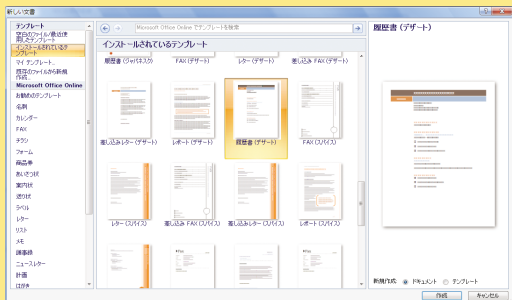 新しい文書
テンプレート
空白のファイル/最近使
用したテンプレート
インストールされているテ
ンプレート
マイ テンプレート...
既存のファイルから新規
作成...
Microsoft Office Online
お勧めのテンプレート
名刺
カレンダー
FAX
チラシ
フォーム
商品券
あいさつ状
案内状
送り状
ラベル
レター
リスト
メモ
議事録
ニュースレター
計画
はがき
Microsoft Office Online でテンプレートを検索
インストールされているテンプレート
履歴書 (ジャパネスク)
FAX (デザート)
レター (デザート)
差し込み FAX (デザート)
差し込みレター (デザート)
レポート (デザート)
履歴書 (デザート)
FAX (スパイス)
レター (スパイス)
差し込み FAX (スパイス)
差し込みレター (スパイス)
レポート (スパイス)
履歴書 (デザート)
新規作成:
ドキュメント
テンプレート
作成
キャンセル